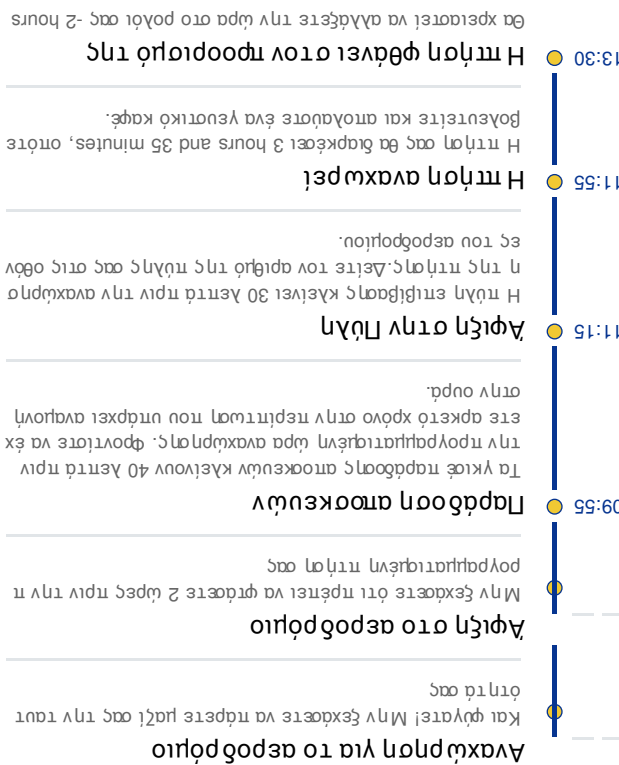 Αναχώρηση για το αεροδρόμιο
Και φύγατε! Μην ξεχάσετε να πάρετε μαζί σας την ταυτ
ότητά σας
Άφιξη στο αεροδρόμιο
Μην ξεχάσετε ότι πρέπει να φτάσετε 2 ώρες πριν την π
ρογραμματισμένη πτήση σας
09:55 Παράδοση αποσκευών
Τα γκισέ παράδοσης αποσκευών κλείνουν 40 λεπτά πριν
την προγραμματισμένη ώρα αναχώρησης. Φροντίστε να έχ
ετε αρκετό χρόνο στην περίπτωση που υπάρχει αναμονή
στην ουρά.
11:15 Άφιξη στην Πύλη
Η πύλη επιβίβασης κλείνει 30 λεπτά πριν την αναχώρησ
η της πτήσης.Δείτε τον αριθμό της πύλης σας στις οθόν
ες του αεροδρομίου.
11:55 Η πτήση αναχωρεί
Η πτήση σας θα διαρκέσει 3 hours and 35 minutes, οπότε
βολευτείτε και απολαύστε ένα γευστικό καφέ.
13:30 Η πτήση φθάνει στον προορισμό της
Θα χρειαστεί να αλλάξετε την ώρα στο ρολόι σας -2 hours